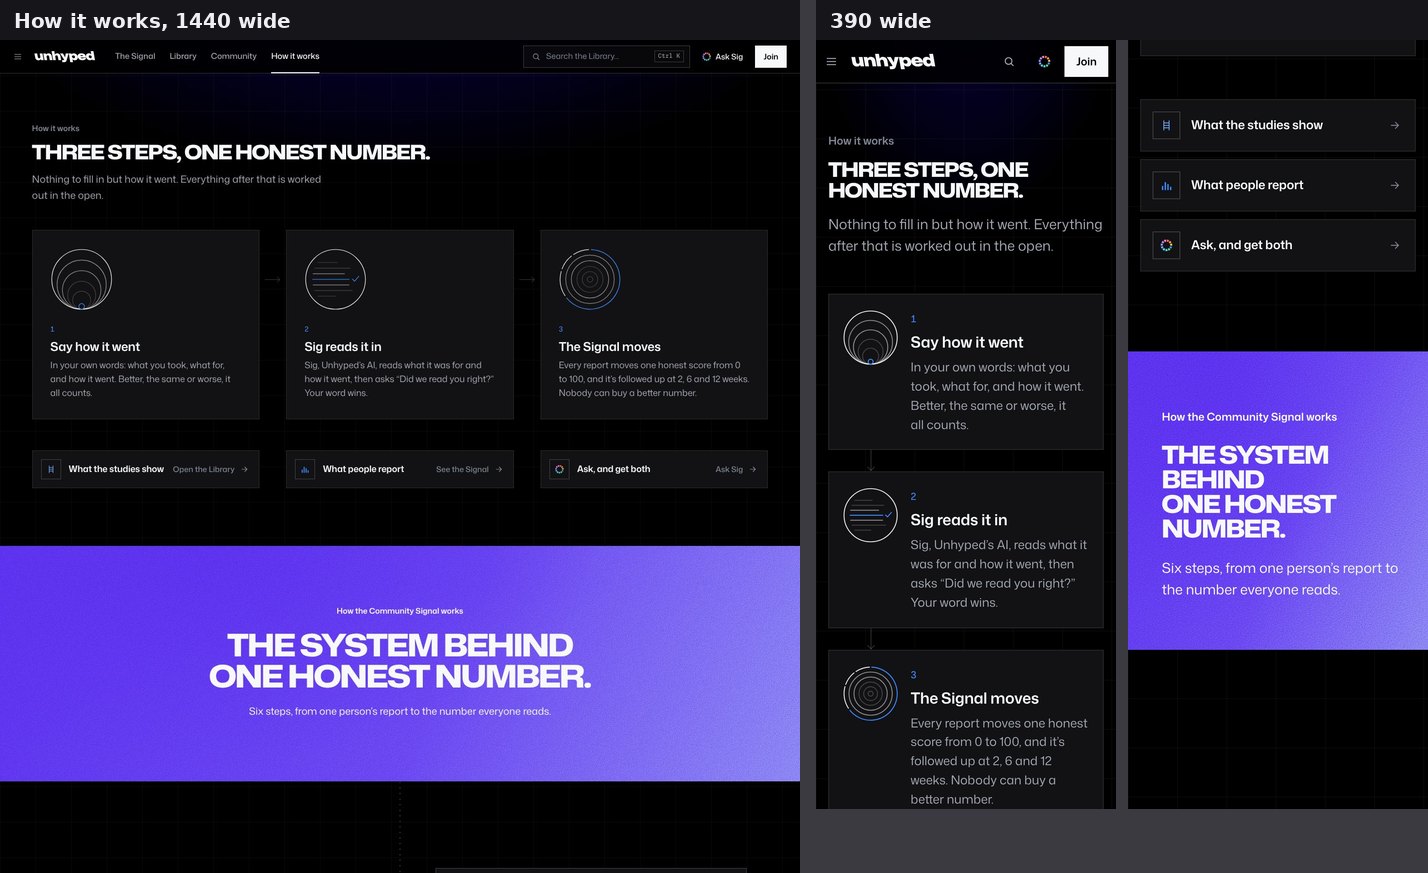 How it works, 1440 wide
unhyped
The Signal
Library
Community
How it works
Search the Library...
Ctrl K
Ask Sig
Join
How it works
THREE STEPS, ONE HONEST NUMBER.
Nothing to fill in but how it went. Everything after that is worked
out in the open.
1
Say how it went
In your own words: what you took, what for,
and how it went. Better, the same or worse, it
all counts.
2
Sig reads it in
Sig, Unhyped's AI, reads what it was for and
how it went, then asks “Did we read you right?”
Your word wins.
3
The Signal moves
Every report moves one honest score from 0
to 100, and it's followed up at 2, 6 and 12 weeks.
Nobody can buy a better number.
What the studies show
Open the Library
What people report
See the Signal
Ask, and get both
Ask Sig
How the Community Signal works
THE SYSTEM BEHIND
ONE HONEST NUMBER.
Six steps, from one person's report to the number everyone reads.
390 wide
unhyped
Join
How it works
THREE STEPS, ONE
HONEST NUMBER.
Nothing to fill in but how it went. Everything
after that is worked out in the open.
1
Say how it went
In your own words: what you
took, what for, and how it went.
Better, the same or worse, it
all counts.
2
Sig reads it in
Sig, Unhyped's AI, reads what it
was for and how it went, then
asks “Did we read you right?”
Your word wins.
3
The Signal moves
Every report moves one honest
score from 0 to 100, and it's
followed up at 2, 6 and 12
weeks. Nobody can buy a
better number.
What the studies show
What people report
Ask, and get both
How the Community Signal works
THE SYSTEM
BEHIND
ONE HONEST
NUMBER.
Six steps, from one person's report to
the number everyone reads.